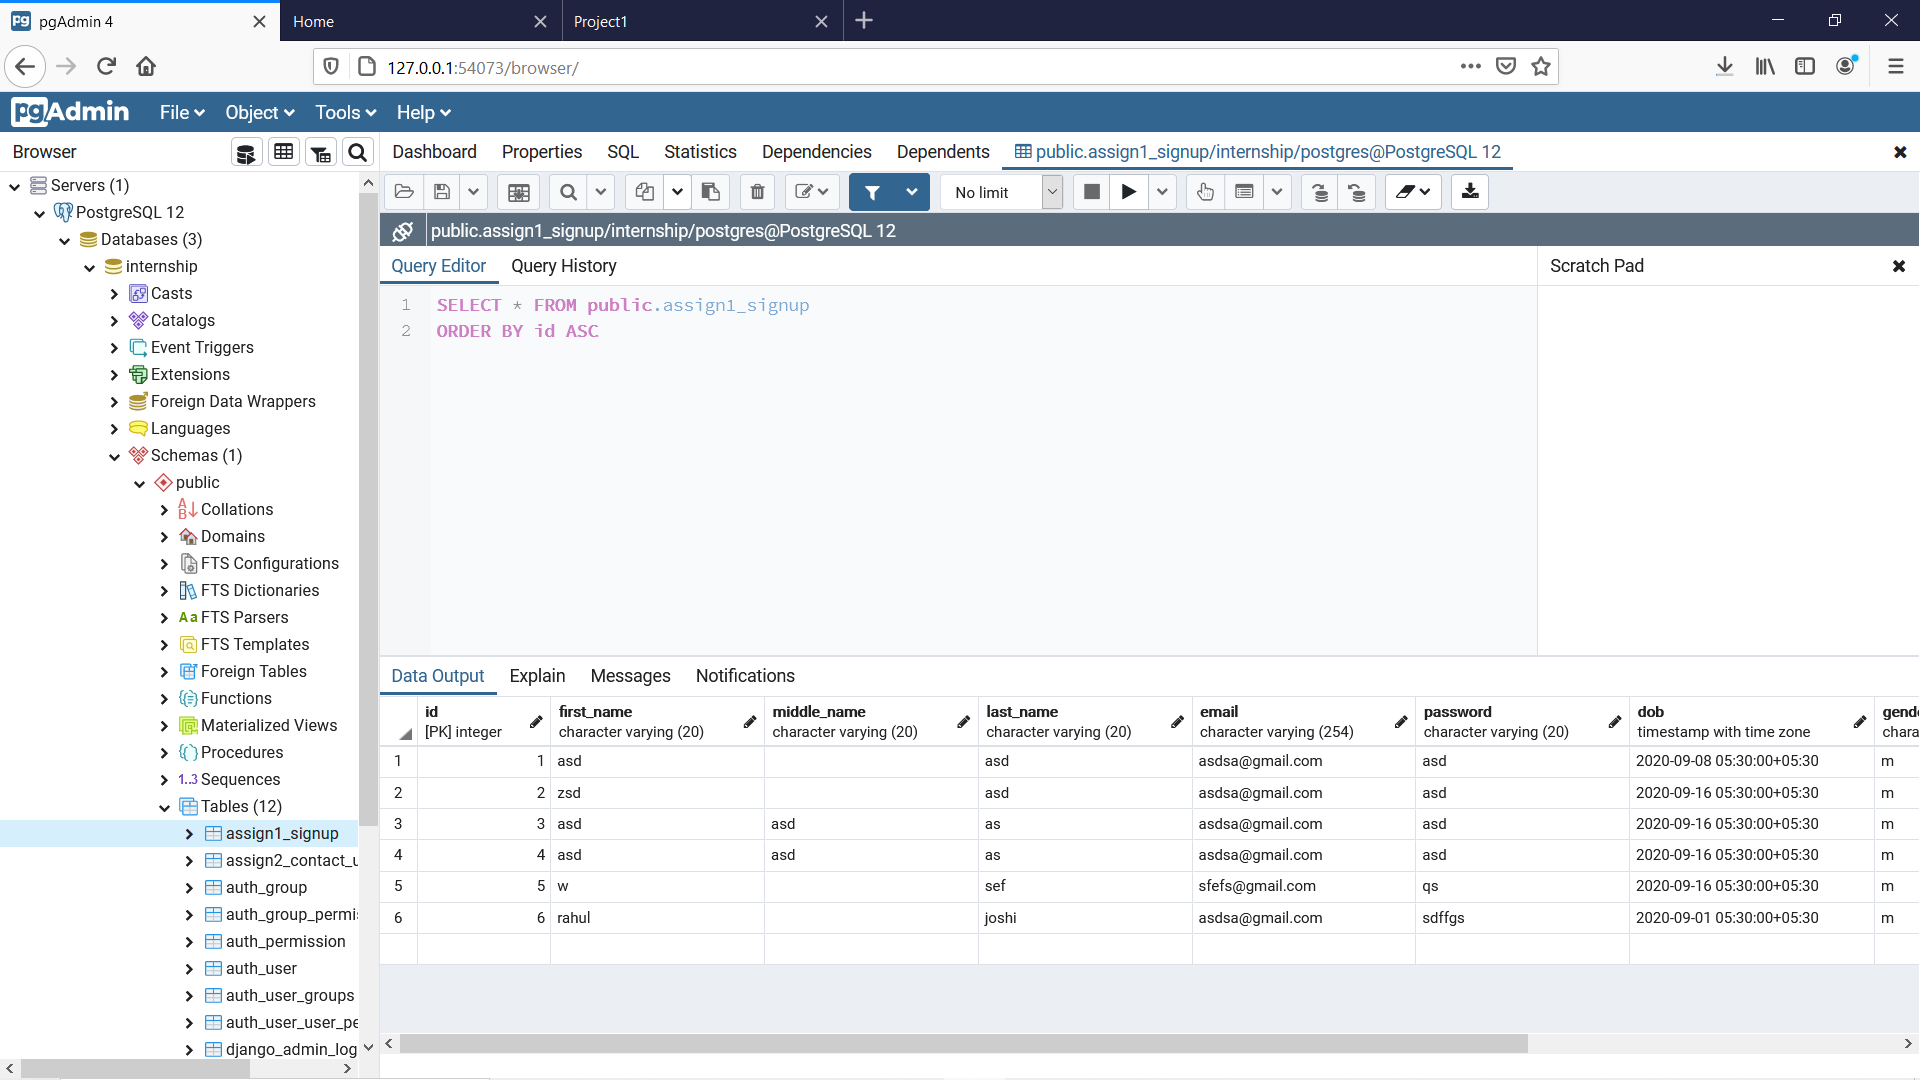 pgAdmin 4
Home
Project1
127.0.0.1:54073/browser/
pgAdmin
File
Object
Tools
Help
Browser
Dashboard
Properties
SQL
Statistics
Dependencies
Dependents
public.assign1_signup/internship/postgres@PostgreSQL 12
No limit
public.assign1_signup/internship/postgres@PostgreSQL 12
Servers (1)
PostgreSQL 12
Databases (3)
internship
Casts
Catalogs
Event Triggers
Extensions
Foreign Data Wrappers
Languages
Schemas (1)
public
Collations
Domains
FTS Configurations
FTS Dictionaries
Aa FTS Parsers
FTS Templates
Foreign Tables
Functions
Materialized Views
Procedures
1..3 Sequences
Tables (12)
assign1_signup
assign2_contact_u
auth_group
auth_group_permi
auth_permission
auth_user
auth_user_groups
auth_user_user_pe
django_admin_log
Query Editor
Query History
Scratch Pad
1 SELECT * FROM public.assign1_signup
2 ORDER BY id ASC
Data Output
Explain
Messages
Notifications
id [PK] integer
first_name character varying (20)
middle_name character varying (20)
last_name character varying (20)
email character varying (254)
password character varying (20)
dob timestamp with time zone
gend chara
1 1 asd asd asdsa@gmail.com asd 2020-09-08 05:30:00+05:30 m
2 2 zsd asd asdsa@gmail.com asd 2020-09-16 05:30:00+05:30 m
3 3 asd asd as asdsa@gmail.com asd 2020-09-16 05:30:00+05:30 m
4 4 asd asd as asdsa@gmail.com asd 2020-09-16 05:30:00+05:30 m
5 5 w sef sfefs@gmail.com qs 2020-09-16 05:30:00+05:30 m
6 6 rahul joshi asdsa@gmail.com sdffgs 2020-09-01 05:30:00+05:30 m